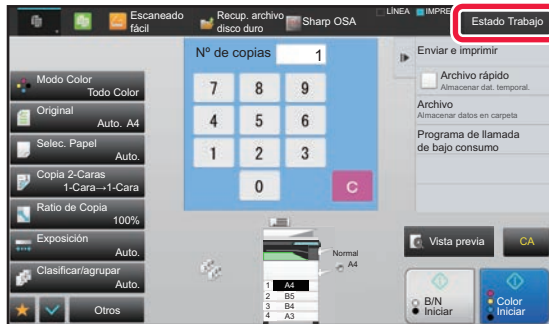 Escaneado
fácil
Recup. archivo
disco duro
Sharp OSA
LÍNEA
IMPRE
Estado Trabajo
Modo Color
Todo Color
Original
Auto. A4
Selec. Papel
Auto.
Copia 2-Caras
1-Cara→1-Cara
Ratio de Copia
100%
Exposición
Auto.
Clasificar/agrupar
Auto.
Otros
Nº de copias 1
7 8 9
4 5 6
1 2 3
0 C
Normal
A4
1 A4
2 B5
3 B4
4 A3
Enviar e imprimir
Archivo rápido
Almacenar dat. temporal.
Archivo
Almacenar datos en carpeta
Programa de llamada
de bajo consumo
Vista previa
CA
B/N
Iniciar
Color
Iniciar